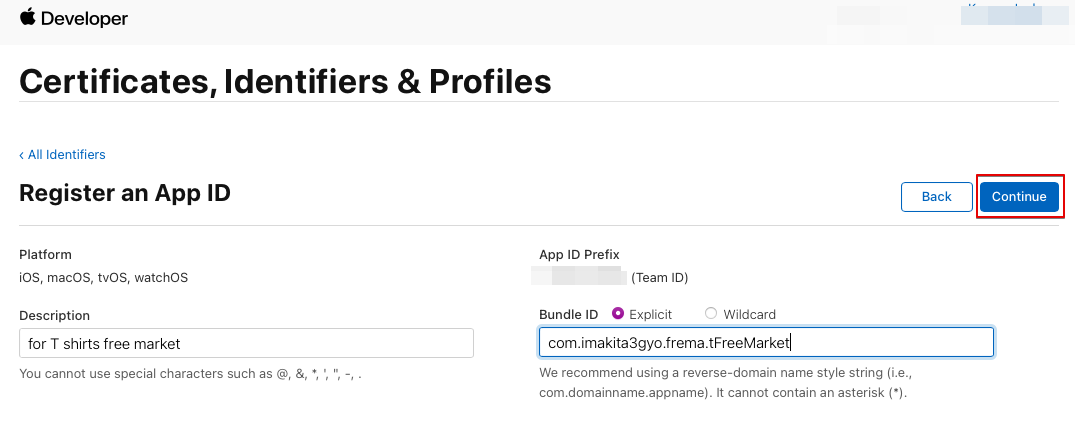 Developer
Certificates, Identifiers & Profiles
‹ All Identifiers
Register an App ID
Back
Continue
Platform
iOS, macOS, tvOS, watchOS
App ID Prefix
(Team ID)
Description
for T shirts free market
You cannot use special characters such as @, &, *, ', ", -, .
Bundle ID
Explicit
Wildcard
com.imakita3gyo.frema.tFreeMarket
We recommend using a reverse-domain name style string (i.e.,
com.domainname.appname). It cannot contain an asterisk (*).